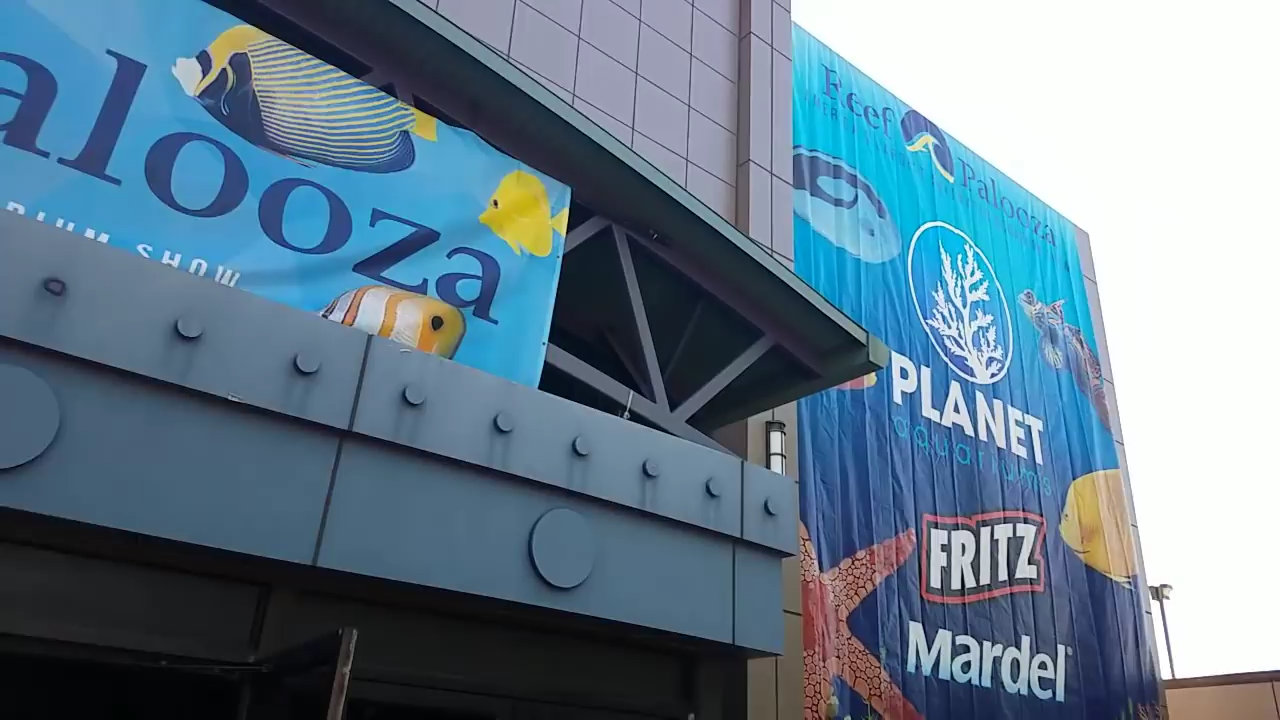 alooza
RIUM SHOW
Reef Palooza
PLANET
aquariums
FRITZ
Mardel